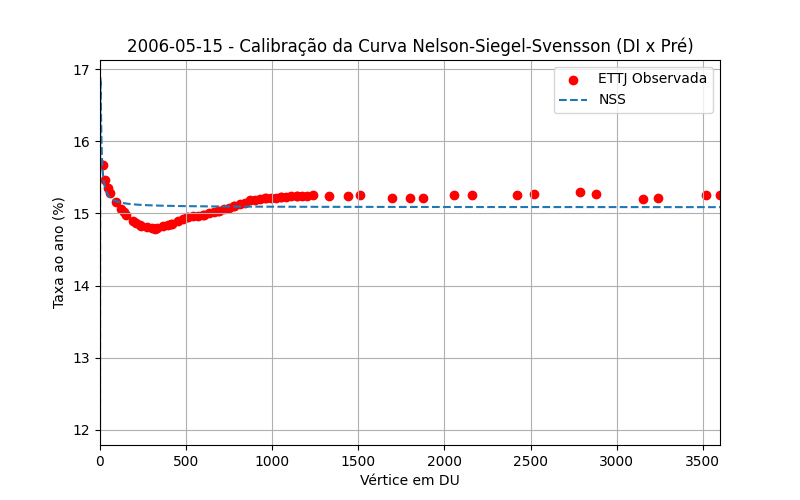 2006-05-15 - Calibração da Curva Nelson-Siegel-Svensson (DI x Pré)
ETTJ Observada
NSS
Taxa ao ano (%)
17
16
15
14
13
12
0 500 1000 1500 2000 2500 3000 3500
Vértice em DU